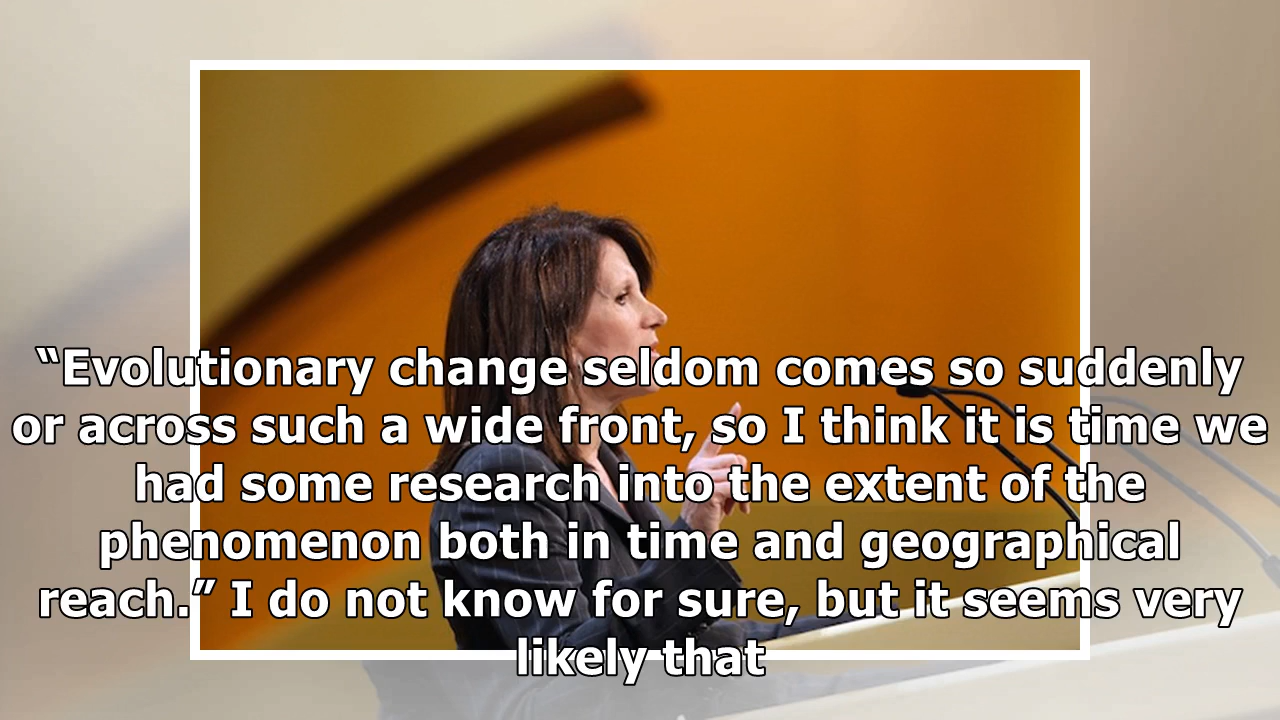 “Evolutionary change seldom comes so suddenly
or across such a wide front, so I think it is time we
had some research into the extent of the
phenomenon both in time and geographical
reach.” I do not know for sure, but it seems very
likely that